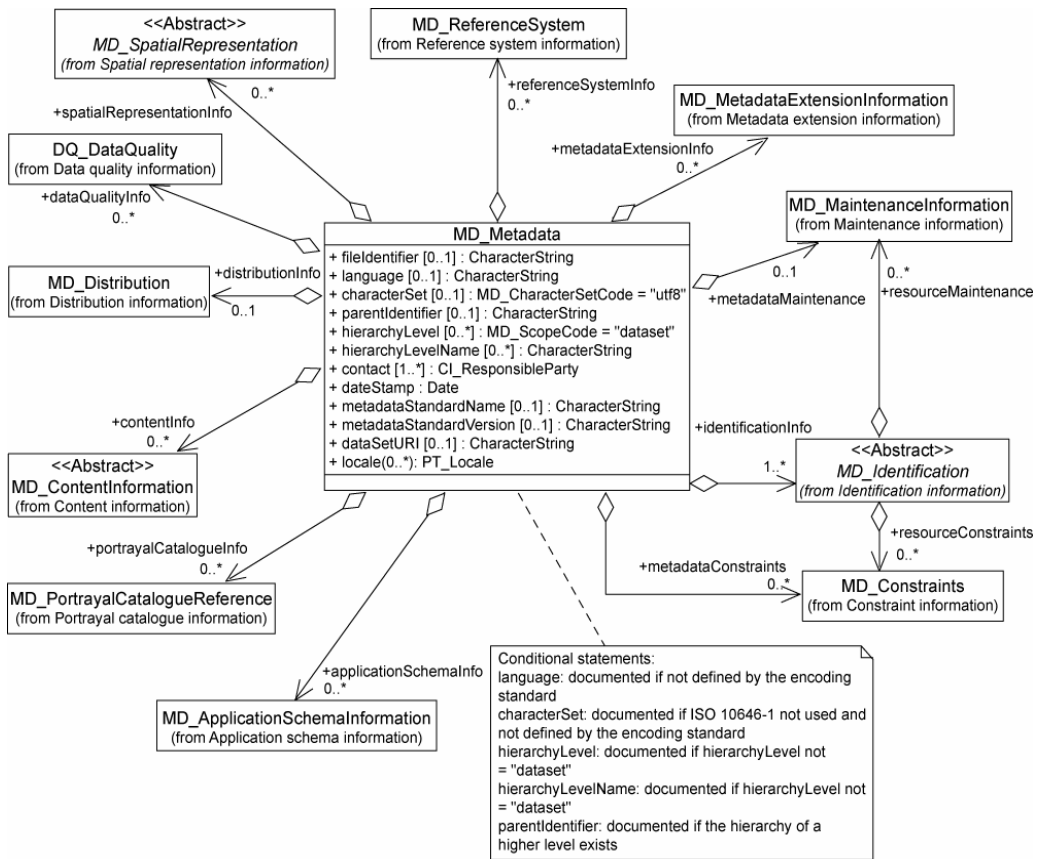 <<Abstract>>
MD_SpatialRepresentation
(from Spatial representation information)
MD_ReferenceSystem
(from Reference system information)
0..*
+spatialRepresentationInfo
+referenceSystemInfo
0..*
MD_MetadataExtensionInformation
(from Metadata extension information)
+metadataExtensionInfo
0..*
DQ_DataQuality
(from Data quality information)
+dataQualityInfo
0..*
MD_MaintenanceInformation
(from Maintenance information)
0..1
+metadataMaintenance
0..*
+resourceMaintenance
MD_Distribution
(from Distribution information)
+distributionInfo
0..1
MD_Metadata
+ fileIdentifier [0..1] : CharacterString
+ language [0..1] : CharacterString
+ characterSet [0..1] : MD_CharacterSetCode = "utf8"
+ parentIdentifier [0..1] : CharacterString
+ hierarchyLevel [0..*] : MD_ScopeCode = "dataset"
+ hierarchyLevelName [0..*] : CharacterString
+ contact [1..*] : CI_ResponsibleParty
+ dateStamp : Date
+ metadataStandardName [0..1] : CharacterString
+ metadataStandardVersion [0..1] : CharacterString
+ dataSetURI [0..1] : CharacterString
+ locale(0..*): PT_Locale
+contentInfo
0..*
<<Abstract>>
MD_ContentInformation
(from Content information)
+identificationInfo
1..*
<<Abstract>>
MD_Identification
(from Identification information)
+resourceConstraints
0..*
+metadataConstraints
0..*
MD_Constraints
(from Constraint information)
+portrayalCatalogueInfo
0..*
MD_PortrayalCatalogueReference
(from Portrayal catalogue information)
+applicationSchemaInfo
0..*
MD_ApplicationSchemaInformation
(from Application schema information)
Conditional statements:
language: documented if not defined by the encoding
standard
characterSet: documented if ISO 10646-1 not used and
not defined by the encoding standard
hierarchyLevel: documented if hierarchyLevel not
= "dataset"
hierarchyLevelName: documented if hierarchyLevel not
= "dataset"
parentIdentifier: documented if the hierarchy of a
higher level exists